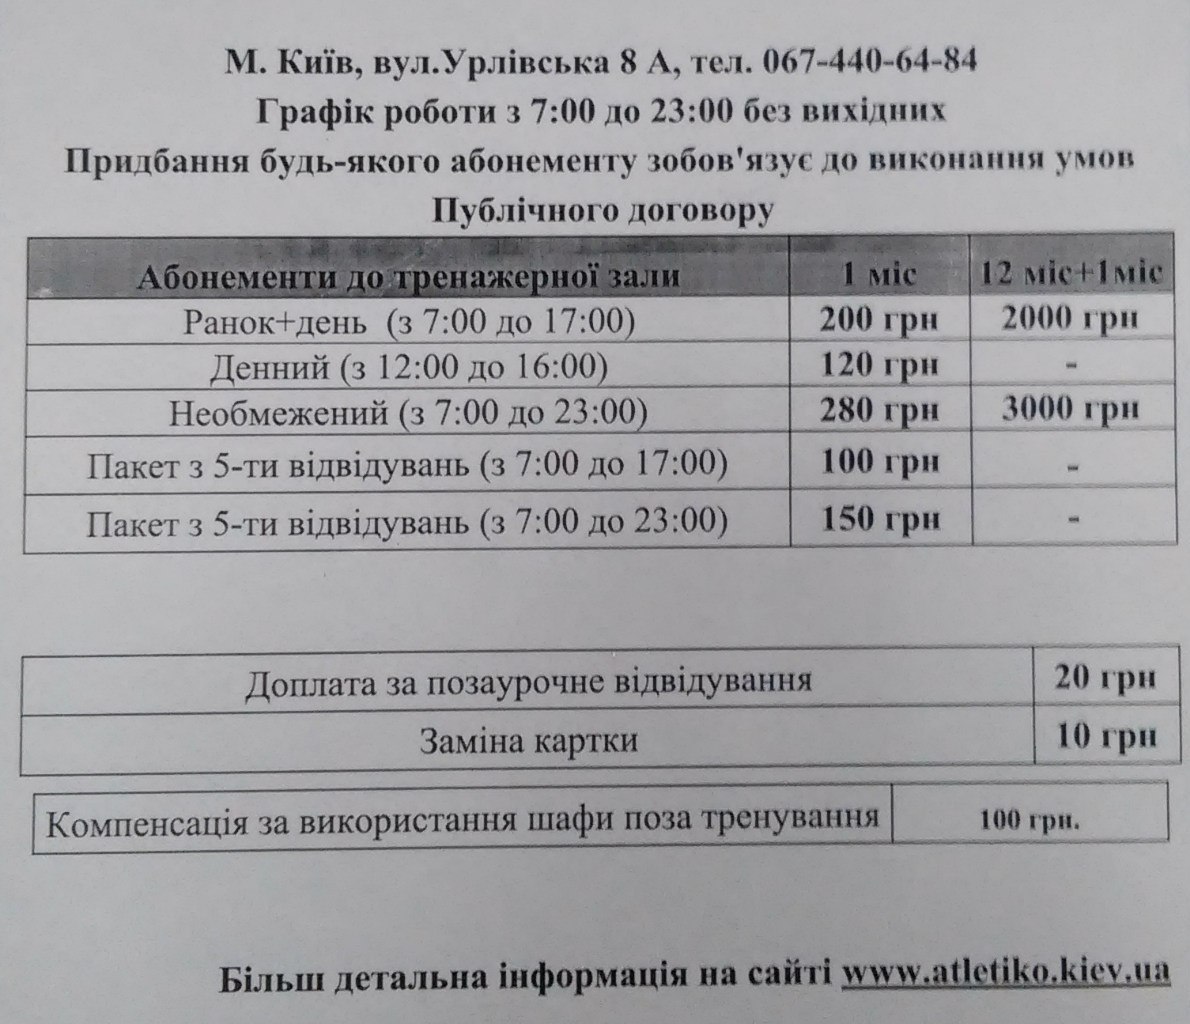 М. Київ, вул.Урлівська 8 А, тел. 067-440-64-84
Графік роботи з 7:00 до 23:00 без вихідних
Придбання будь-якого абонементу зобов'язує до виконання умов
Публічного договору
Абонементи до тренажерної зали 1 міс 12 міс+1міс
Ранок+день (з 7:00 до 17:00) 200 грн 2000 грн
Денний (з 12:00 до 16:00) 120 грн -
Необмежений (з 7:00 до 23:00) 280 грн 3000 грн
Пакет з 5-ти відвідувань (з 7:00 до 17:00) 100 грн -
Пакет з 5-ти відвідувань (з 7:00 до 23:00) 150 грн -
Доплата за позаурочне відвідування 20 грн
Заміна картки 10 грн
Компенсація за використання шафи поза тренування 100 грн.
Більш детальна інформація на сайті www.atletiko.kiev.ua